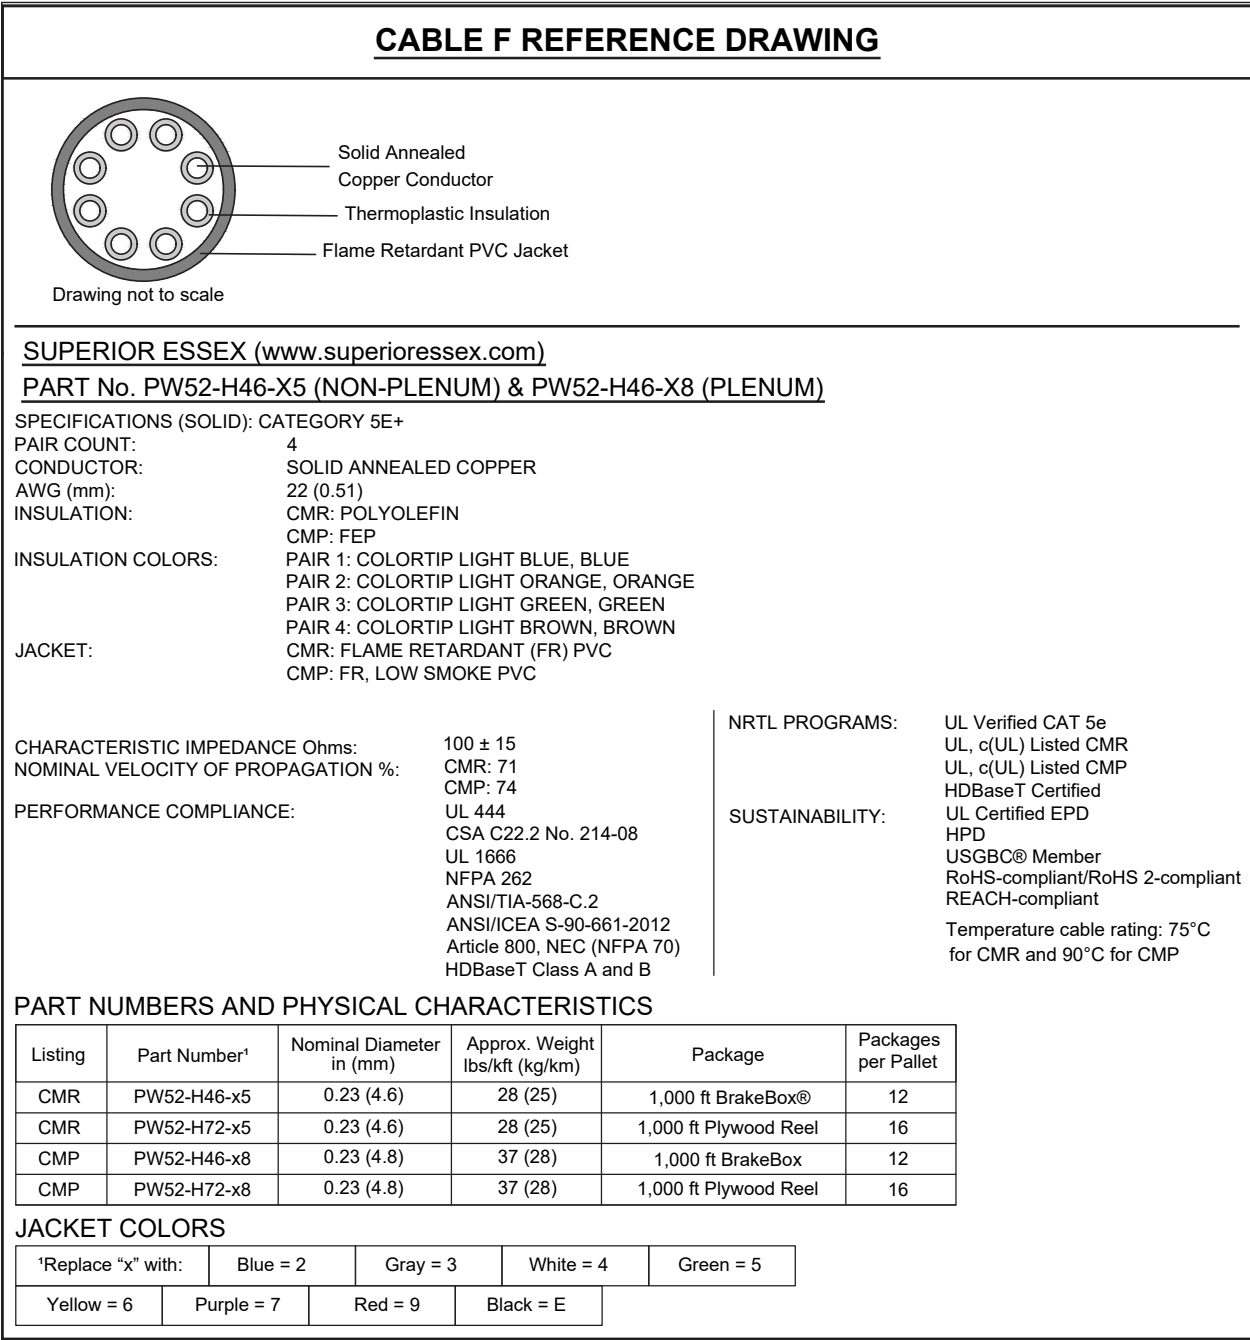 CABLE F REFERENCE DRAWING
Solid Annealed
Copper Conductor
Thermoplastic Insulation
Flame Retardant PVC Jacket
Drawing not to scale
SUPERIOR ESSEX (www.superioressex.com)
PART No. PW52-H46-X5 (NON-PLENUM) & PW52-H46-X8 (PLENUM)
SPECIFICATIONS (SOLID): CATEGORY 5E+
PAIR COUNT: 4
CONDUCTOR: SOLID ANNEALED COPPER
AWG (mm): 22 (0.51)
INSULATION: CMR: POLYOLEFIN
CMP: FEP
INSULATION COLORS: PAIR 1: COLORTIP LIGHT BLUE, BLUE
PAIR 2: COLORTIP LIGHT ORANGE, ORANGE
PAIR 3: COLORTIP LIGHT GREEN, GREEN
PAIR 4: COLORTIP LIGHT BROWN, BROWN
JACKET: CMR: FLAME RETARDANT (FR) PVC
CMP: FR, LOW SMOKE PVC
CHARACTERISTIC IMPEDANCE Ohms: 100 ± 15
NOMINAL VELOCITY OF PROPAGATION %: CMR: 71
CMP: 74
PERFORMANCE COMPLIANCE: UL 444
CSA C22.2 No. 214-08
UL 1666
NFPA 262
ANSI/TIA-568-C.2
ANSI/ICEA S-90-661-2012
Article 800, NEC (NFPA 70)
HDBaseT Class A and B
NRTL PROGRAMS: UL Verified CAT 5e
UL, c(UL) Listed CMR
UL, c(UL) Listed CMP
HDBaseT Certified
SUSTAINABILITY: UL Certified EPD
HPD
USGBC® Member
RoHS-compliant/RoHS 2-compliant
REACH-compliant
Temperature cable rating: 75°C
for CMR and 90°C for CMP
PART NUMBERS AND PHYSICAL CHARACTERISTICS
Listing Part Number¹ Nominal Diameter in (mm) Approx. Weight lbs/kft (kg/km) Package Packages per Pallet
CMR PW52-H46-x5 0.23 (4.6) 28 (25) 1,000 ft BrakeBox® 12
CMR PW52-H72-x5 0.23 (4.6) 28 (25) 1,000 ft Plywood Reel 16
CMP PW52-H46-x8 0.23 (4.8) 37 (28) 1,000 ft BrakeBox 12
CMP PW52-H72-x8 0.23 (4.8) 37 (28) 1,000 ft Plywood Reel 16
JACKET COLORS
¹Replace “x” with: Blue = 2 Gray = 3 White = 4 Green = 5
Yellow = 6 Purple = 7 Red = 9 Black = E